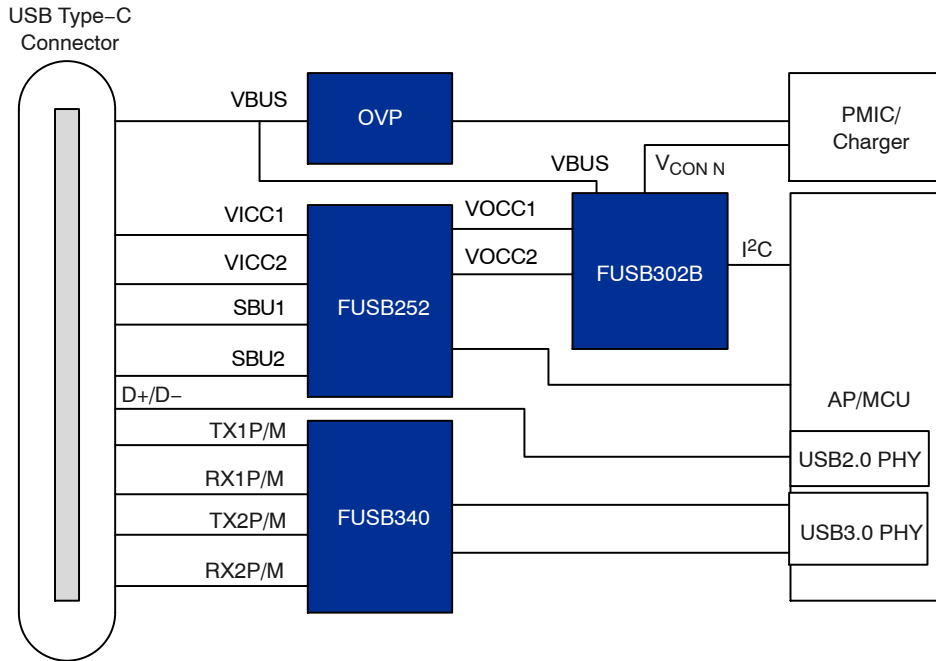 USB Type–C
Connector
VBUS
OVP
PMIC/
Charger
VBUS
VCON N
VICC1
VOCC1
VICC2
VOCC2
FUSB302B
I2C
SBU1
FUSB252
SBU2
D+/D–
AP/MCU
TX1P/M
USB2.0 PHY
RX1P/M
TX2P/M
FUSB340
USB3.0 PHY
RX2P/M